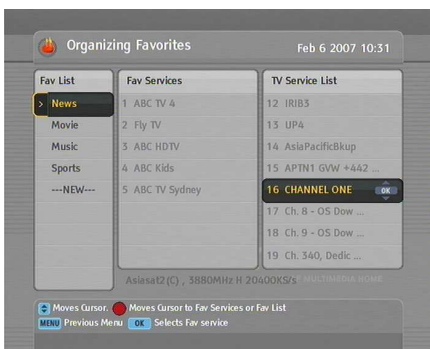 Organizing Favorites
Feb 6 2007 10:31
Fav List
> News
Movie
Music
Sports
---NEW---
Fav Services
1 ABC TV 4
2 Fly TV
3 ABC HDTV
4 ABC Kids
5 ABC TV Sydney
TV Service List
12 IRIB3
13 UP4
14 AsiaPacificBkup
15 APTN1 GVW +442 ...
16 CHANNEL ONE OK
17 Ch. 8 - OS Dow ...
18 Ch. 9 - OS Dow ...
19 Ch. 340, Dedic ...
Asiasat2 (C) , 3880MHz H 20400KS/s MULTIMEDIA HOME
Moves Cursor. Moves Cursor to Fav Services or Fav List
MENU Previous Menu OK Selects Fav service